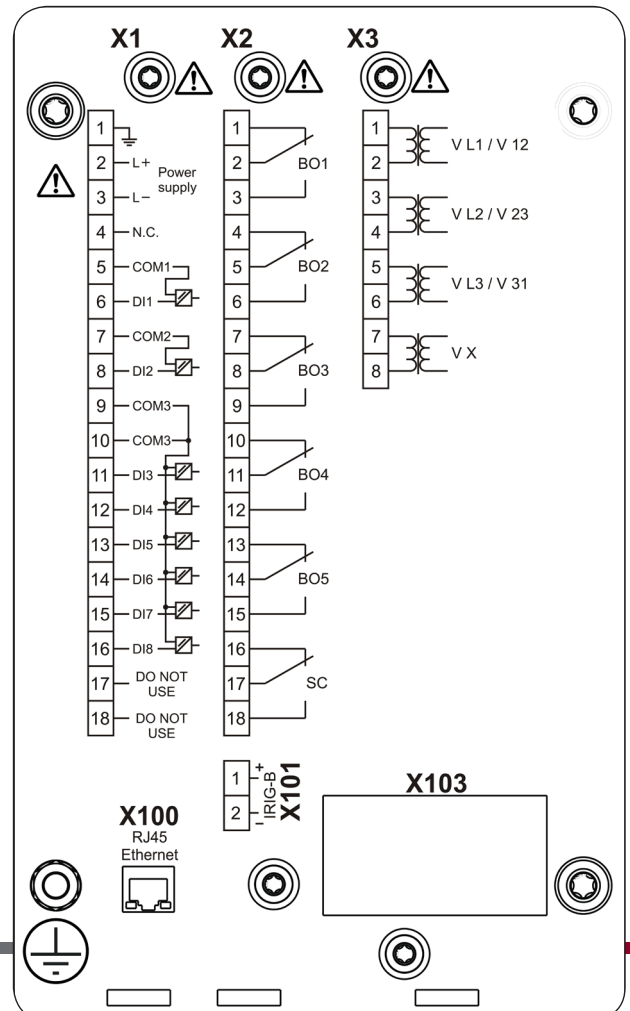 X1 X2 X3
1
2 L+ Power
supply
3 L−
4 N.C.
5 COM1
6 DI1
7 COM2
8 DI2
9 COM3
10 COM3
11 DI3
12 DI4
13 DI5
14 DI6
15 DI7
16 DI8
17 DO NOT
USE
18 DO NOT
USE
1
2 BO1
3
4
5 BO2
6
7
8 BO3
9
10
11 BO4
12
13
14 BO5
15
16
17 SC
18
1
2
V L1 / V 12
3
4
V L2 / V 23
5
6
V L3 / V 31
7
8
V X
1 +
2 −
IRIG-B
X101
X100
RJ45
Ethernet
X103